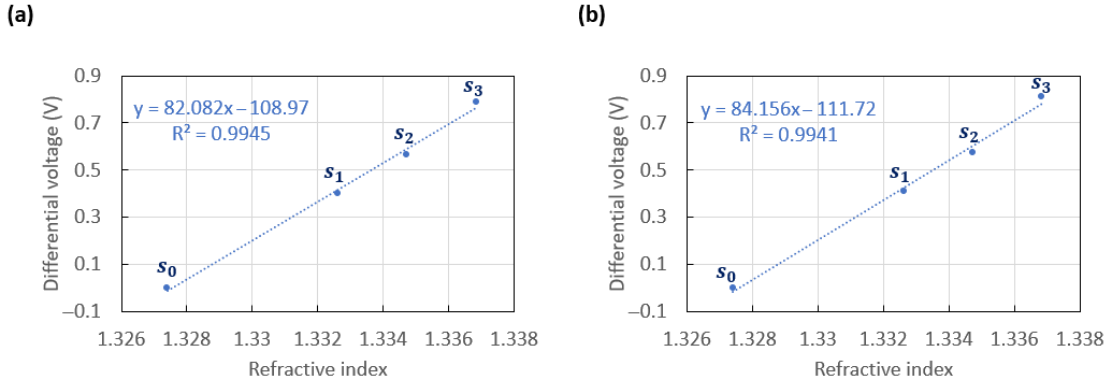 (a)
(b)
Differential voltage (V)
0.9
0.7
0.5
0.3
0.1
−0.1
y = 82.082x − 108.97
R² = 0.9945
s₀
s₁
s₂
s₃
1.326 1.328 1.33 1.332 1.334 1.336 1.338
Refractive index
Differential voltage (V)
0.9
0.7
0.5
0.3
0.1
−0.1
y = 84.156x − 111.72
R² = 0.9941
s₀
s₁
s₂
s₃
1.326 1.328 1.33 1.332 1.334 1.336 1.338
Refractive index